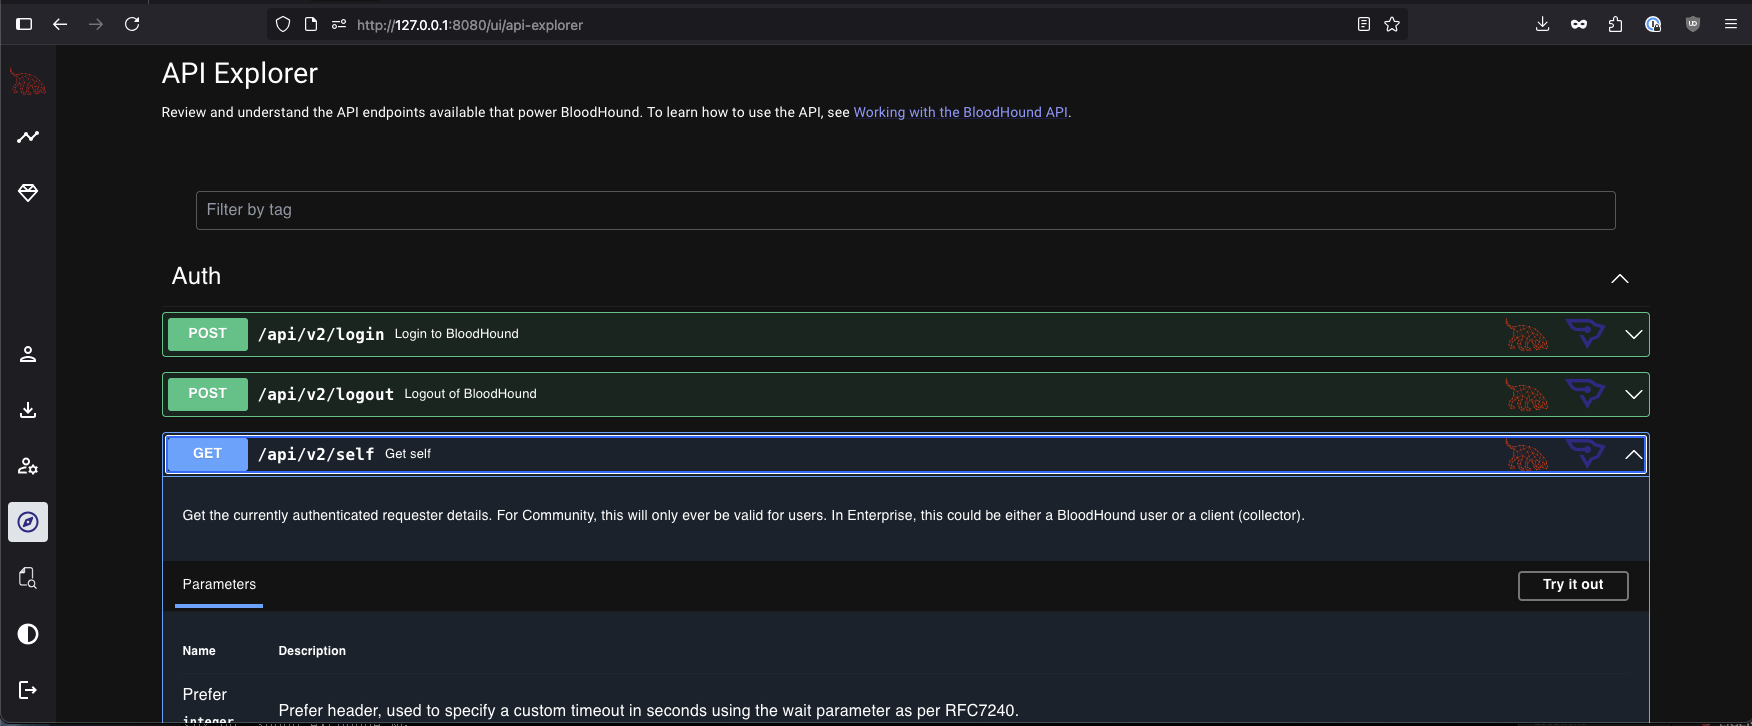 http://127.0.0.1:8080/ui/api-explorer
API Explorer
Review and understand the API endpoints available that power BloodHound. To learn how to use the API, see Working with the BloodHound API.
Filter by tag
Auth
POST /api/v2/login Login to BloodHound
POST /api/v2/logout Logout of BloodHound
GET /api/v2/self Get self
Get the currently authenticated requester details. For Community, this will only ever be valid for users. In Enterprise, this could be either a BloodHound user or a client (collector).
Parameters
Try it out
Name Description
Prefer
Prefer header, used to specify a custom timeout in seconds using the wait parameter as per RFC7240.
integer